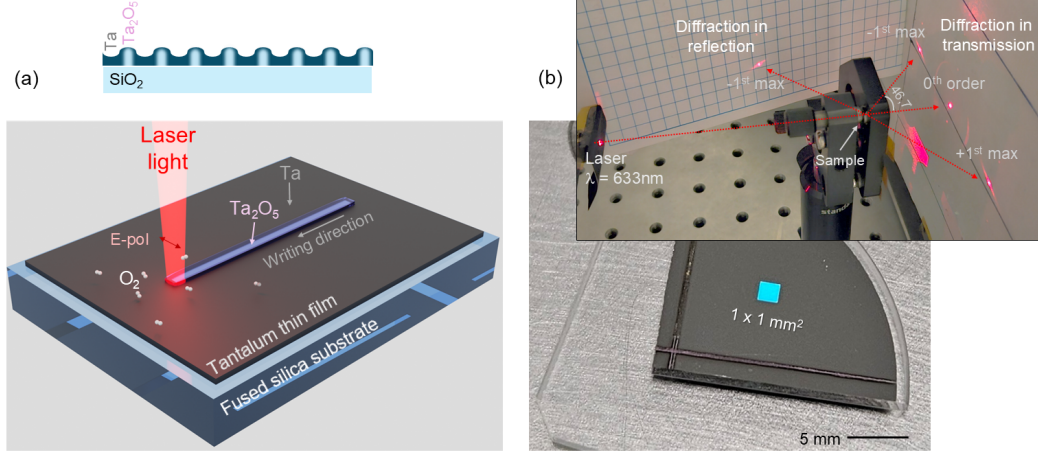 (a)
Ta
Ta₂O₅
SiO₂
Laser
light
Ta
Ta₂O₅
E-pol
Writing direction
O₂
Tantalum thin film
Fused silica substrate
(b)
Diffraction in
reflection
Diffraction in
transmission
-1st max
-1st max
0th order
46,7
+1st max
Sample
Laser
λ = 633nm
standa
1 x 1 mm²
5 mm